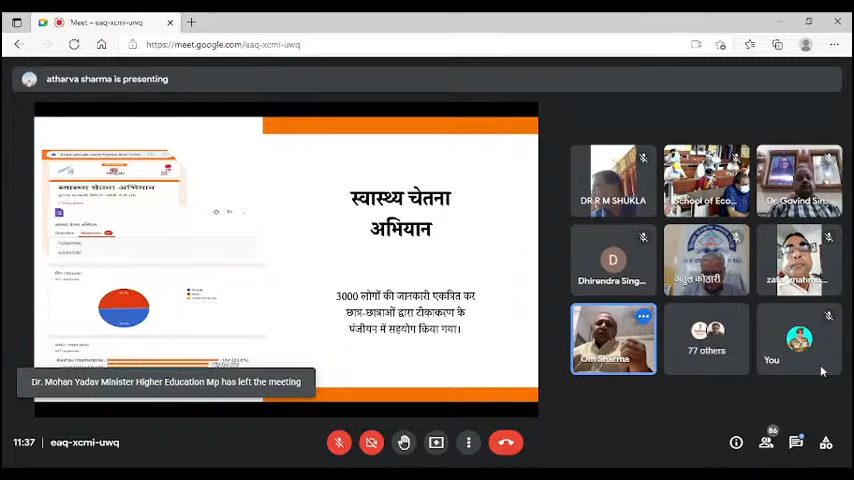 Meet – eaq-xcmi-uwq
https://meet.google.com/eaq-xcmi-uwq
atharva sharma is presenting
स्वास्थ्य चेतना अभियान
स्वास्थ्य चेतना
अभियान
3000 लोगों की जानकारी एकत्रित कर
छात्र-छात्राओं द्वारा टीकाकरण के
पंजीयन में सहयोग किया गया।
DR R M SHUKLA
School of Eco...
Dr. Govind Sin...
Dhirendra Sing...
अतुल कोठारी
zafar mahmo...
Om Sharma
77 others
You
Dr. Mohan Yadav Minister Higher Education Mp has left the meeting
11:37 eaq-xcmi-uwq
86